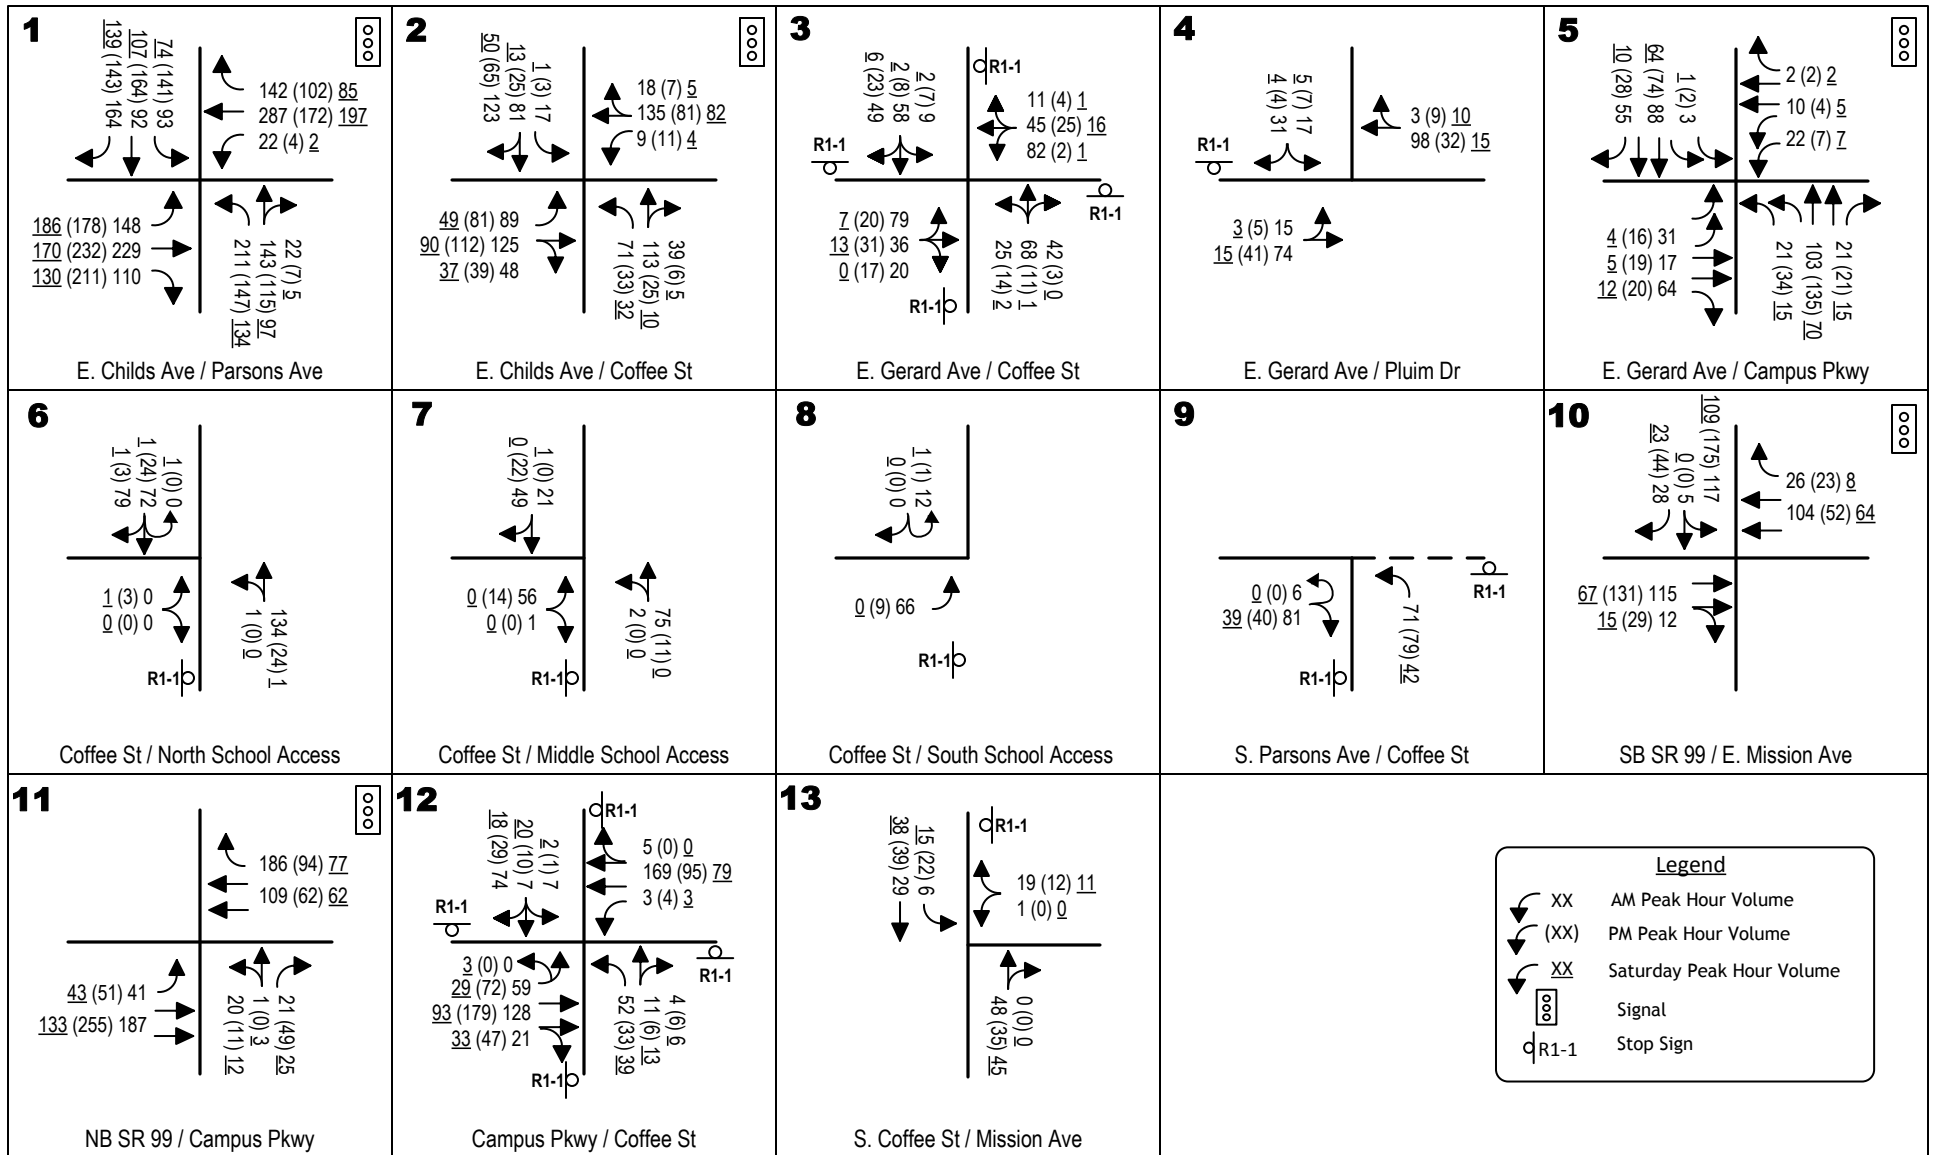 1
139 (143) 164
107 (164) 92
74 (141) 93
142 (102) 85
287 (172) 197
22 (4) 2
186 (178) 148
170 (232) 229
130 (211) 110
211 (147) 134
143 (115) 97
22 (7) 5
E. Childs Ave / Parsons Ave
2
50 (65) 123
13 (25) 81
1 (3) 17
18 (7) 5
135 (81) 82
9 (11) 4
49 (81) 89
90 (112) 125
37 (39) 48
71 (33) 32
113 (25) 10
39 (6) 5
E. Childs Ave / Coffee St
3
6 (23) 49
2 (8) 58
2 (7) 9
R1-1
11 (4) 1
45 (25) 16
82 (2) 1
R1-1
R1-1
7 (20) 79
13 (31) 36
0 (17) 20
R1-1
25 (14) 2
68 (11) 1
42 (3) 0
E. Gerard Ave / Coffee St
4
4 (4) 31
5 (7) 17
3 (9) 10
98 (32) 15
R1-1
3 (5) 15
15 (41) 74
E. Gerard Ave / Pluim Dr
5
10 (28) 55
64 (74) 88
1 (2) 3
2 (2) 2
10 (4) 5
22 (7) 7
4 (16) 31
5 (19) 17
12 (20) 64
21 (34) 15
103 (135) 70
21 (21) 15
E. Gerard Ave / Campus Pkwy
6
1 (3) 79
1 (24) 72
1 (0) 0
1 (3) 0
0 (0) 0
R1-1
1 (0) 0
134 (24) 1
Coffee St / North School Access
7
0 (22) 49
1 (0) 21
0 (14) 56
0 (0) 1
R1-1
2 (0) 0
75 (11) 0
Coffee St / Middle School Access
8
0 (0) 0
1 (1) 12
0 (9) 66
R1-1
Coffee St / South School Access
9
0 (0) 6
39 (40) 81
R1-1
71 (79) 42
R1-1
S. Parsons Ave / Coffee St
10
23 (44) 28
0 (0) 5
109 (175) 117
26 (23) 8
104 (52) 64
67 (131) 115
15 (29) 12
SB SR 99 / E. Mission Ave
11
186 (94) 77
109 (62) 62
43 (51) 41
133 (255) 187
20 (11) 12
1 (0) 3
21 (49) 25
NB SR 99 / Campus Pkwy
12
18 (29) 74
20 (10) 7
2 (1) 7
R1-1
5 (0) 0
169 (95) 79
3 (4) 3
R1-1
R1-1
3 (0) 0
29 (72) 59
93 (179) 128
33 (47) 21
R1-1
52 (33) 39
11 (6) 13
4 (6) 6
Campus Pkwy / Coffee St
13
38 (39) 29
15 (22) 6
R1-1
19 (12) 11
1 (0) 0
48 (35) 45
0 (0) 0
S. Coffee St / Mission Ave
Legend
XX AM Peak Hour Volume
(XX) PM Peak Hour Volume
XX Saturday Peak Hour Volume
Signal
R1-1 Stop Sign